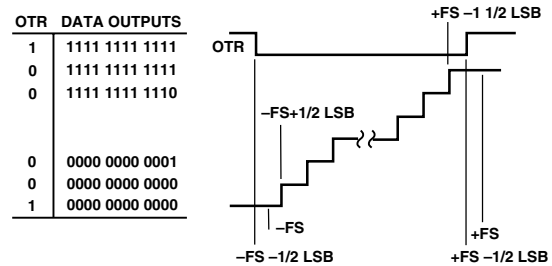 OTR DATA OUTPUTS
1 1111 1111 1111
0 1111 1111 1111
0 1111 1111 1110
0 0000 0000 0001
0 0000 0000 0000
1 0000 0000 0000
+FS –1 1/2 LSB
OTR
–FS+1/2 LSB
–FS
+FS
–FS –1/2 LSB
+FS –1/2 LSB